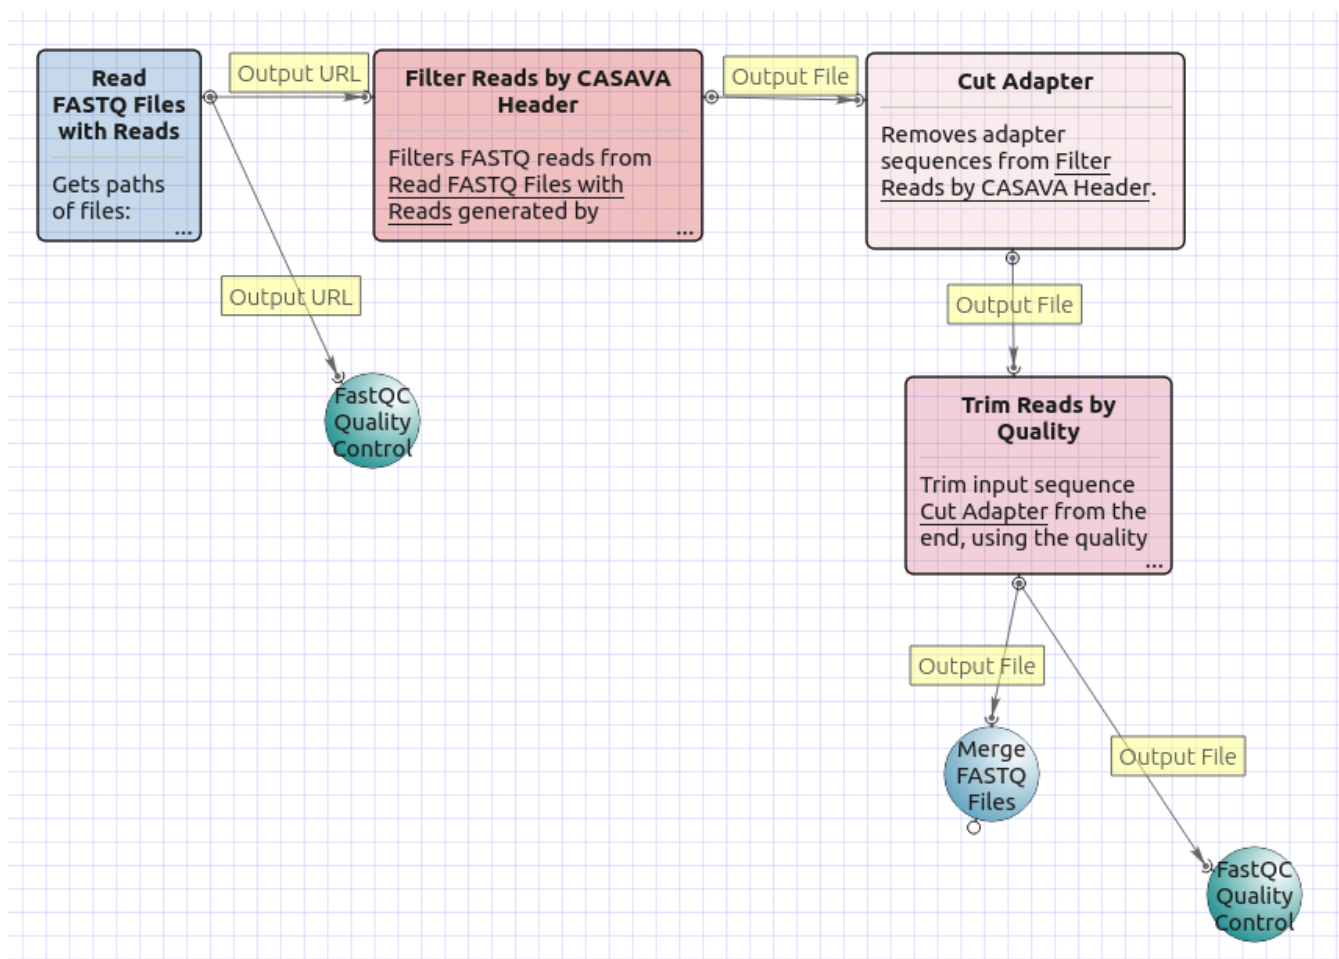 Read
FASTQ Files
with Reads
Gets paths
of files:
...
Output URL
Filter Reads by CASAVA
Header
Filters FASTQ reads from
Read FASTQ Files with
Reads generated by
...
Output File
Cut Adapter
Removes adapter
sequences from Filter
Reads by CASAVA Header.
Output URL
FastQC
Quality
Control
Output File
Trim Reads by
Quality
Trim input sequence
Cut Adapter from the
end, using the quality
...
Output File
Merge
FASTQ
Files
Output File
FastQC
Quality
Control